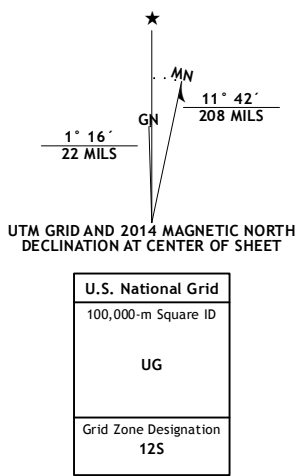 ★
MN
GN
1° 16´
22 MILS
11° 42´
208 MILS
UTM GRID AND 2014 MAGNETIC NORTH
DECLINATION AT CENTER OF SHEET
U.S. National Grid
100,000-m Square ID
UG
Grid Zone Designation
12S